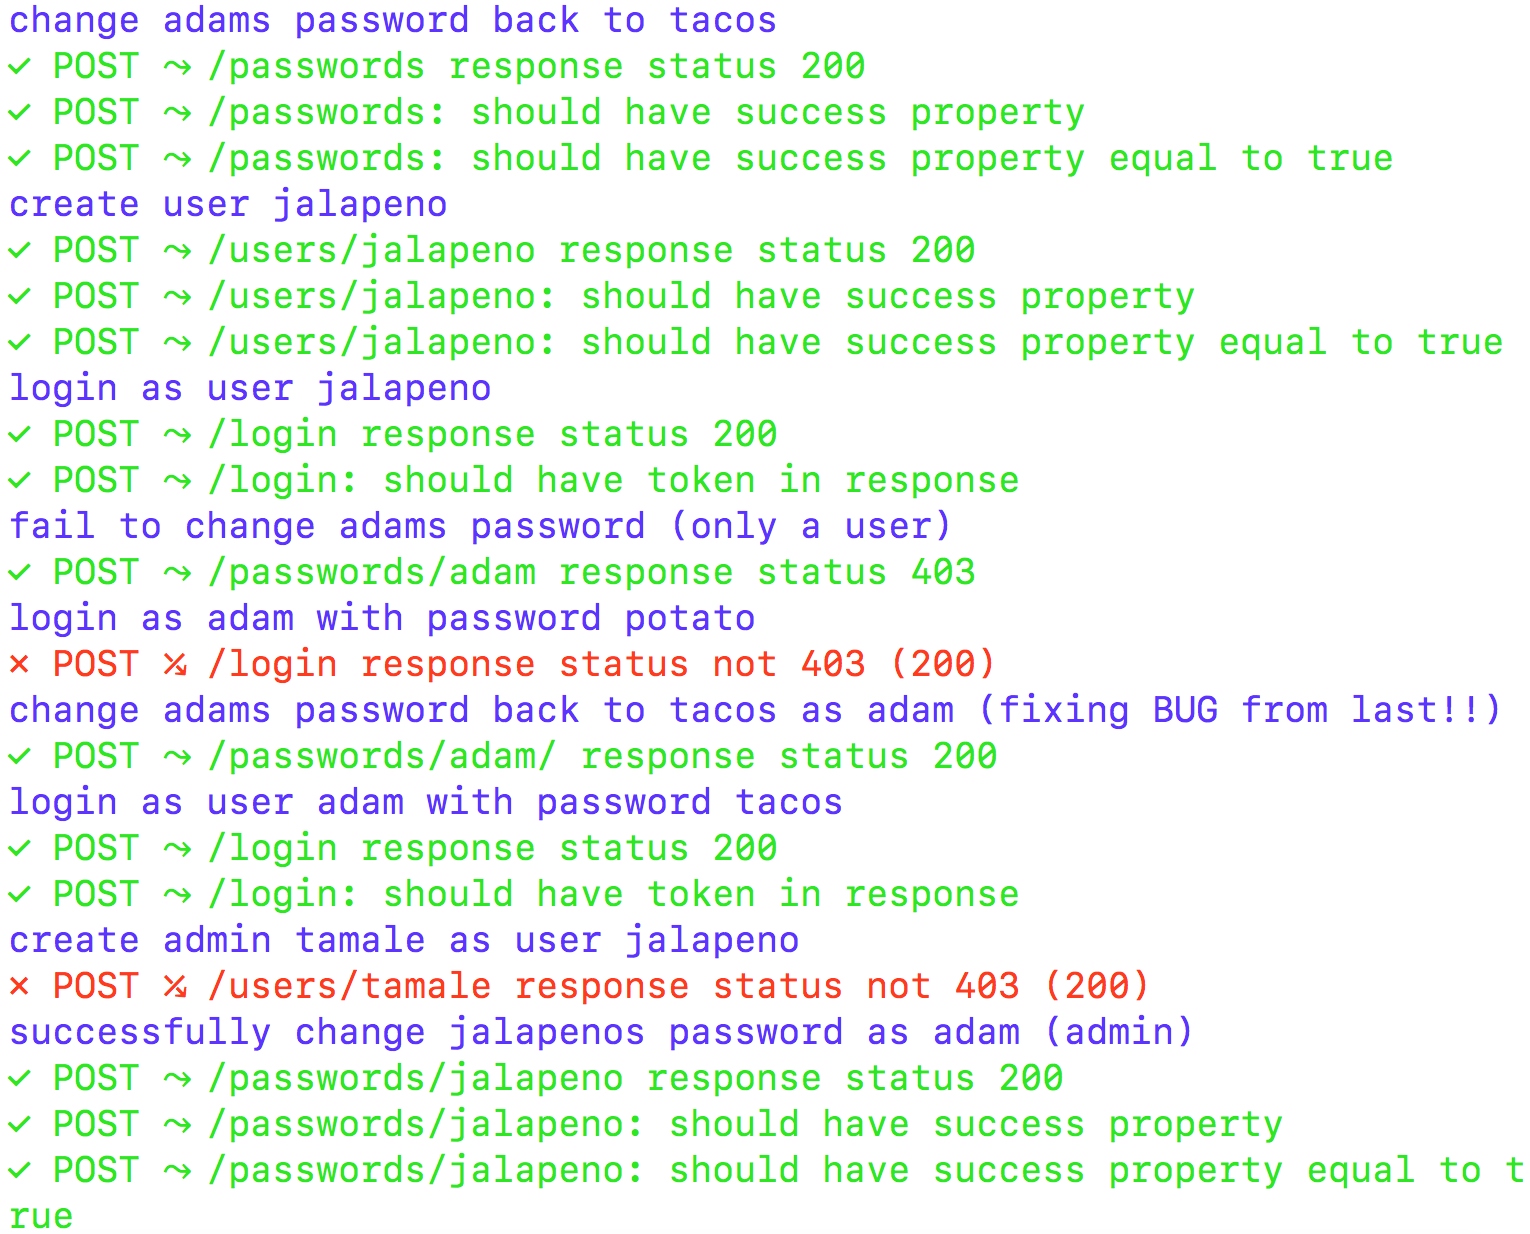 change adams password back to tacos
✓ POST ⤳ /passwords response status 200
✓ POST ⤳ /passwords: should have success property
✓ POST ⤳ /passwords: should have success property equal to true
create user jalapeno
✓ POST ⤳ /users/jalapeno response status 200
✓ POST ⤳ /users/jalapeno: should have success property
✓ POST ⤳ /users/jalapeno: should have success property equal to true
login as user jalapeno
✓ POST ⤳ /login response status 200
✓ POST ⤳ /login: should have token in response
fail to change adams password (only a user)
✓ POST ⤳ /passwords/adam response status 403
login as adam with password potato
✕ POST ⤰ /login response status not 403 (200)
change adams password back to tacos as adam (fixing BUG from last!!)
✓ POST ⤳ /passwords/adam/ response status 200
login as user adam with password tacos
✓ POST ⤳ /login response status 200
✓ POST ⤳ /login: should have token in response
create admin tamale as user jalapeno
✕ POST ⤰ /users/tamale response status not 403 (200)
successfully change jalapenos password as adam (admin)
✓ POST ⤳ /passwords/jalapeno response status 200
✓ POST ⤳ /passwords/jalapeno: should have success property
✓ POST ⤳ /passwords/jalapeno: should have success property equal to t
rue